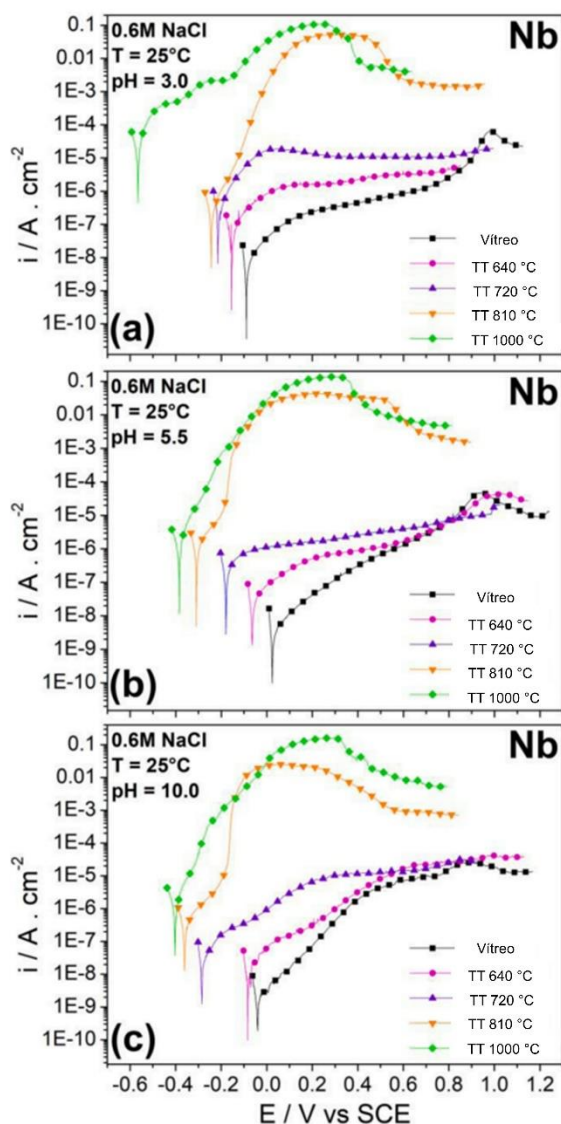 0.6M NaCl
T = 25°C
pH = 3.0
Nb
0.1
0.01
1E-3
1E-4
1E-5
1E-6
1E-7
1E-8
1E-9
1E-10
i / A . cm-2
Vítreo
TT 640 °C
TT 720 °C
TT 810 °C
TT 1000 °C
(a)
0.6M NaCl
T = 25°C
pH = 5.5
Nb
0.1
0.01
1E-3
1E-4
1E-5
1E-6
1E-7
1E-8
1E-9
1E-10
i / A . cm-2
Vítreo
TT 640 °C
TT 720 °C
TT 810 °C
TT 1000 °C
(b)
0.6M NaCl
T = 25°C
pH = 10.0
Nb
0.1
0.01
1E-3
1E-4
1E-5
1E-6
1E-7
1E-8
1E-9
1E-10
i / A . cm-2
Vítreo
TT 640 °C
TT 720 °C
TT 810 °C
TT 1000 °C
(c)
-0.6 -0.4 -0.2 0.0 0.2 0.4 0.6 0.8 1.0 1.2
E / V vs SCE